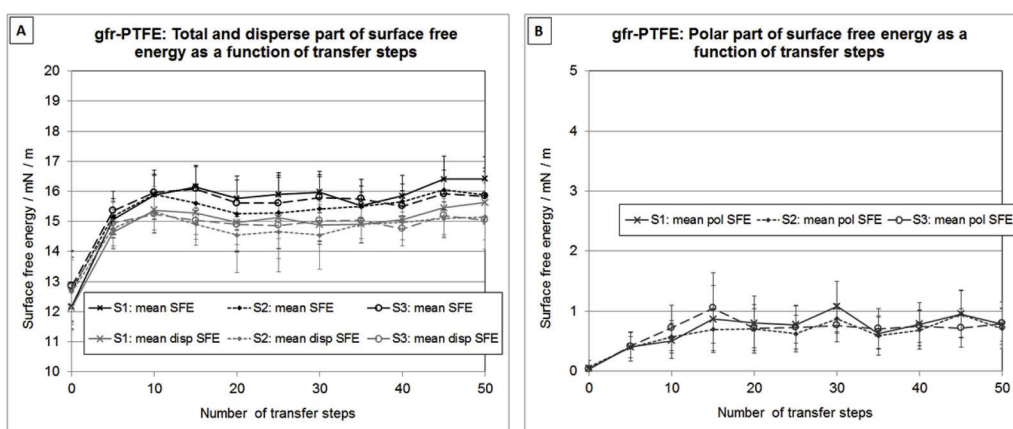 A
gfr-PTFE: Total and disperse part of surface free
energy as a function of transfer steps
Surface free energy / mN / m
20
19
18
17
16
15
14
13
12
11
10
S1: mean SFE S2: mean SFE S3: mean SFE
S1: mean disp SFE S2: mean disp SFE S3: mean disp SFE
0 10 20 30 40 50
Number of transfer steps
B
gfr-PTFE: Polar part of surface free energy as a
function of transfer steps
Surface free energy / mN / m
5
4
3
2
1
0
S1: mean pol SFE S2: mean pol SFE S3: mean pol SFE
0 10 20 30 40 50
Number of transfer steps